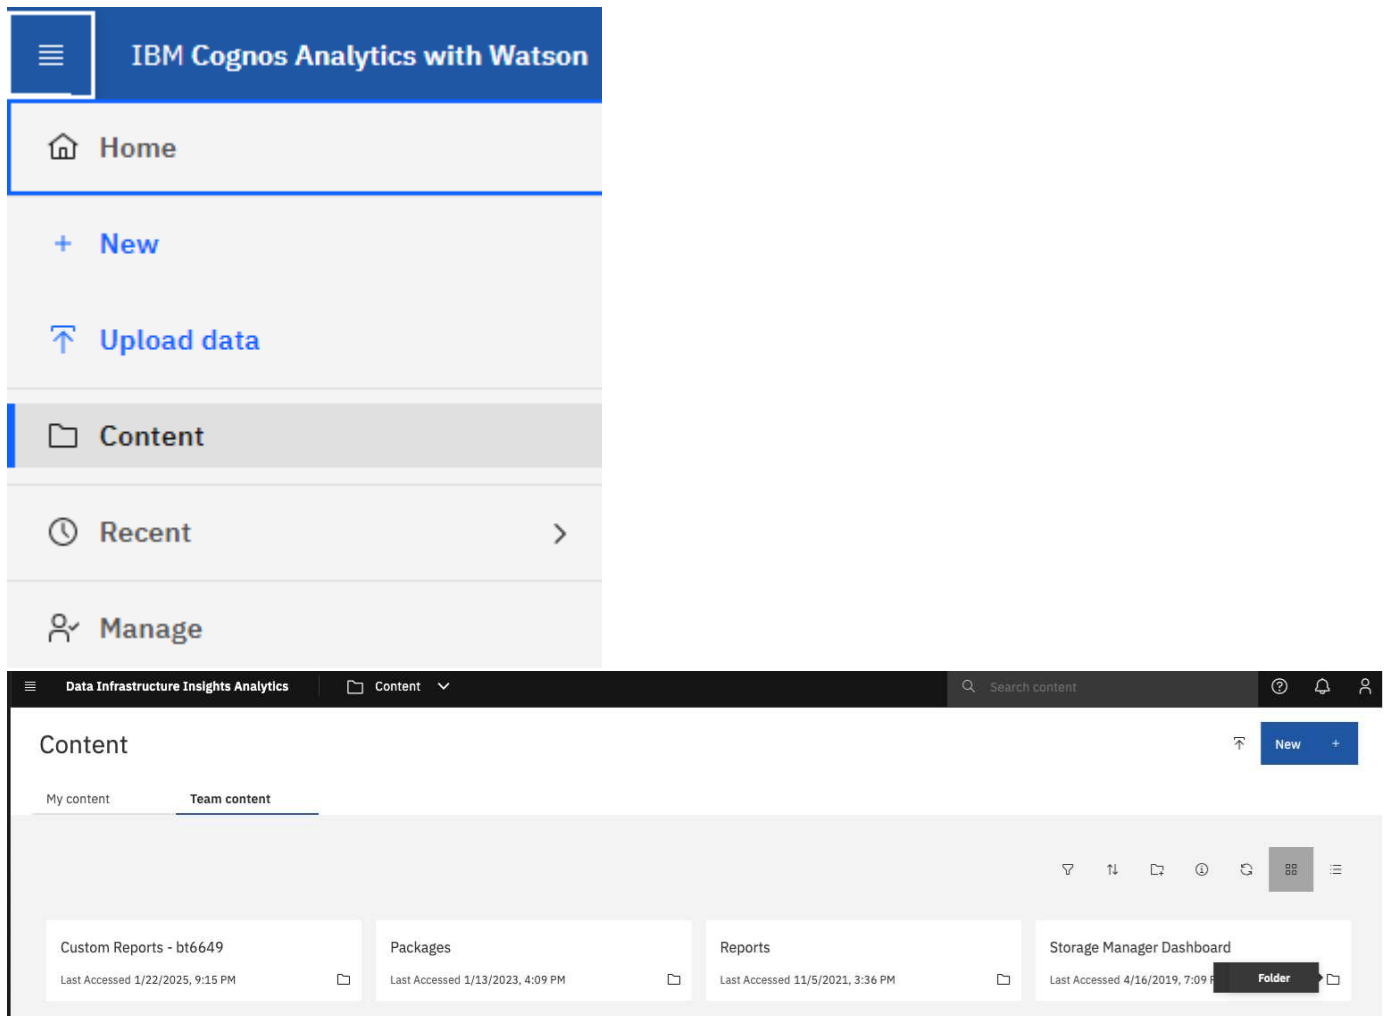 IBM Cognos Analytics with Watson
Home
New
Upload data
Content
Recent
Manage
Data Infrastructure Insights Analytics
Content
Search content
Content
New +
My content
Team content
Custom Reports - bt6649
Last Accessed 1/22/2025, 9:15 PM
Packages
Last Accessed 1/13/2023, 4:09 PM
Reports
Last Accessed 11/5/2021, 3:36 PM
Storage Manager Dashboard
Last Accessed 4/16/2019, 7:09
Folder